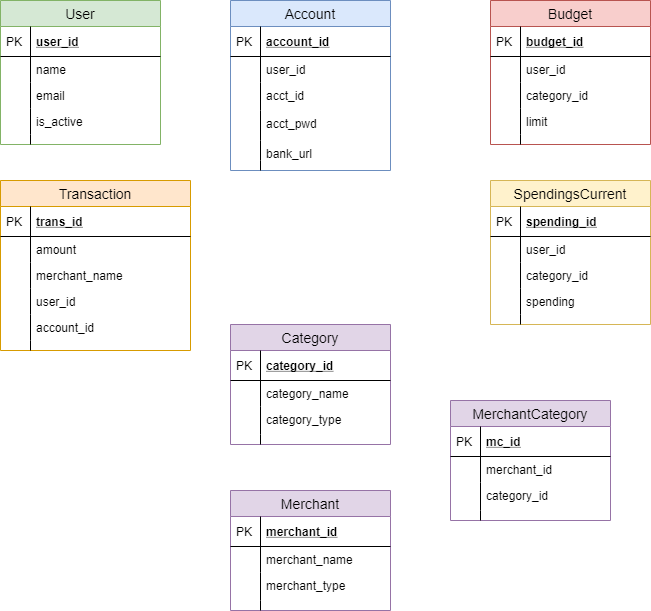 User
PK user_id
name
email
is_active
Account
PK account_id
user_id
acct_id
acct_pwd
bank_url
Budget
PK budget_id
user_id
category_id
limit
Transaction
PK trans_id
amount
merchant_name
user_id
account_id
SpendingsCurrent
PK spending_id
user_id
category_id
spending
Category
PK category_id
category_name
category_type
MerchantCategory
PK mc_id
merchant_id
category_id
Merchant
PK merchant_id
merchant_name
merchant_type